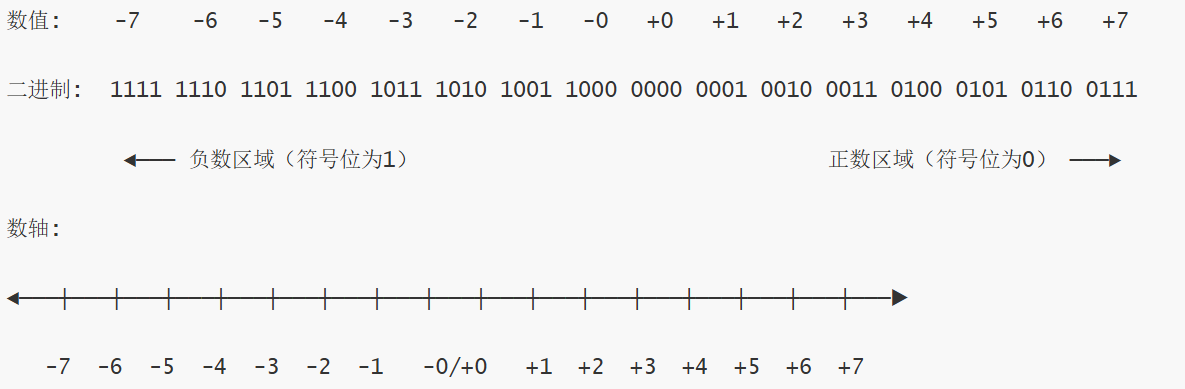 数值: -7 -6 -5 -4 -3 -2 -1 -0 +0 +1 +2 +3 +4 +5 +6 +7
二进制: 1111 1110 1101 1100 1011 1010 1001 1000 0000 0001 0010 0011 0100 0101 0110 0111
◄─── 负数区域（符号位为1） 正数区域（符号位为0） ───►
数轴:
-7 -6 -5 -4 -3 -2 -1 -0/+0 +1 +2 +3 +4 +5 +6 +7